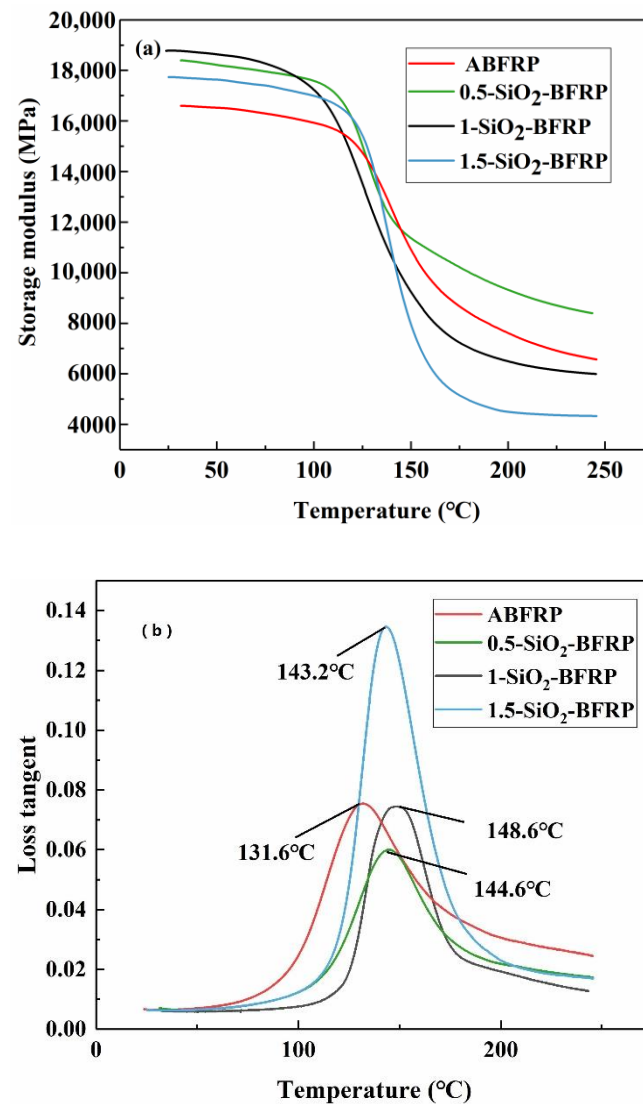 (a)
ABFRP
0.5-SiO₂-BFRP
1-SiO₂-BFRP
1.5-SiO₂-BFRP
20,000
18,000
16,000
14,000
12,000
10,000
8000
6000
4000
Storage modulus (MPa)
0 50 100 150 200 250
Temperature (°C)
(b)
ABFRP
0.5-SiO₂-BFRP
1-SiO₂-BFRP
1.5-SiO₂-BFRP
143.2°C
131.6°C
148.6°C
144.6°C
0.14
0.12
0.10
0.08
0.06
0.04
0.02
0.00
Loss tangent
0 100 200
Temperature (°C)